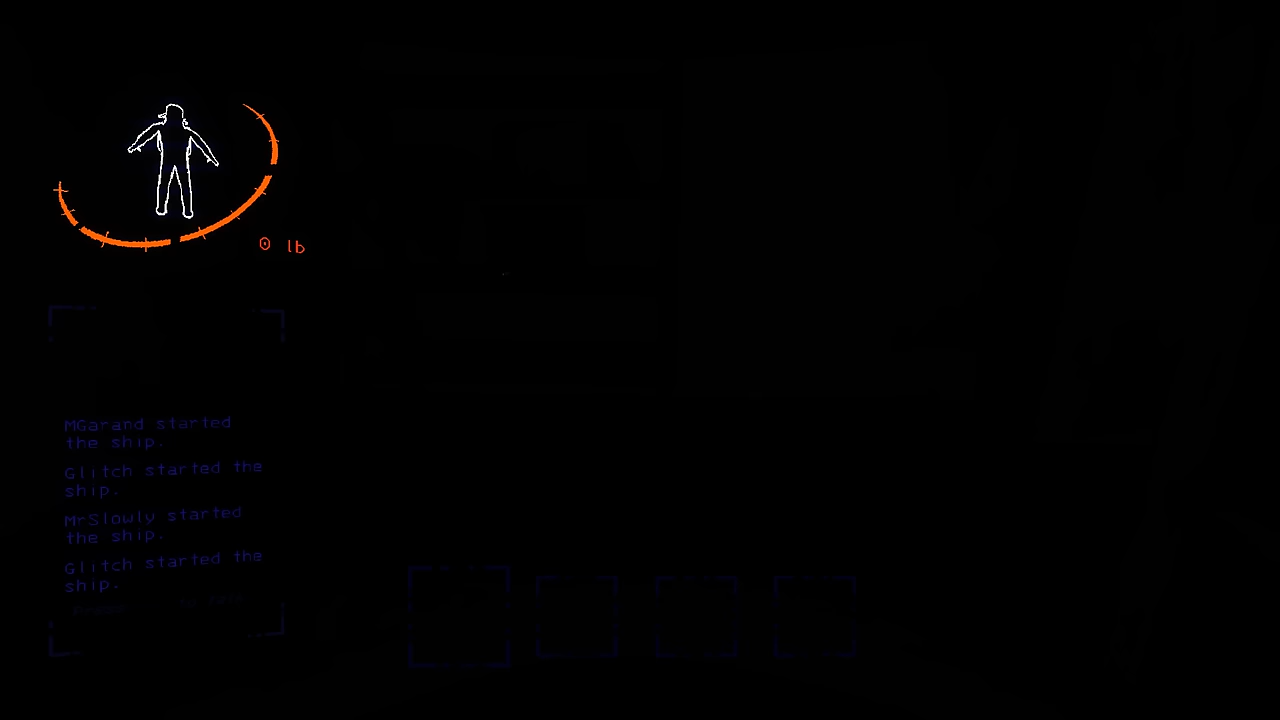 0 lb
MGarand started
the ship.
Glitch started the
ship.
MrSlowly started
the ship.
Glitch started the
ship.